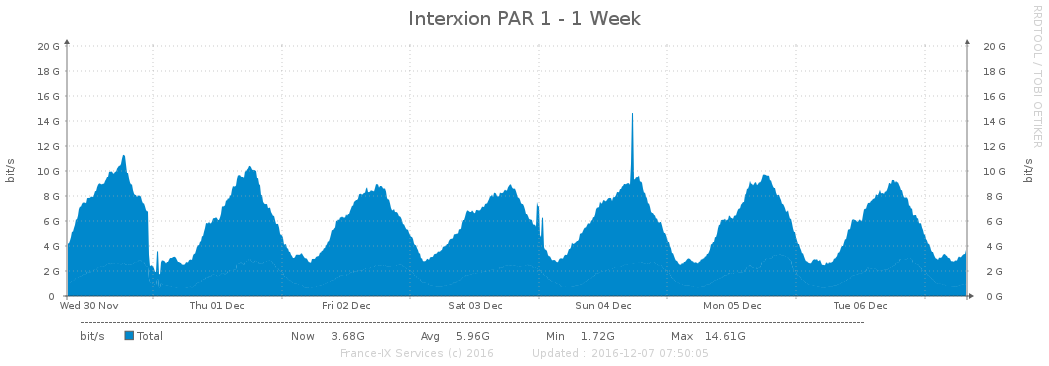 Interxion PAR 1 - 1 Week
RRDTOOL / TOBI OETIKER
20 G 20 G
18 G 18 G
16 G 16 G
14 G 14 G
12 G 12 G
10 G 10 G
8 G 8 G
6 G 6 G
4 G 4 G
2 G 2 G
0 0 G
bit/s bit/s
Wed 30 Nov Thu 01 Dec Fri 02 Dec Sat 03 Dec Sun 04 Dec Mon 05 Dec Tue 06 Dec
bit/s Total Now 3.68G Avg 5.96G Min 1.72G Max 14.61G
France-IX Services (c) 2016 Updated : 2016-12-07 07:50:05